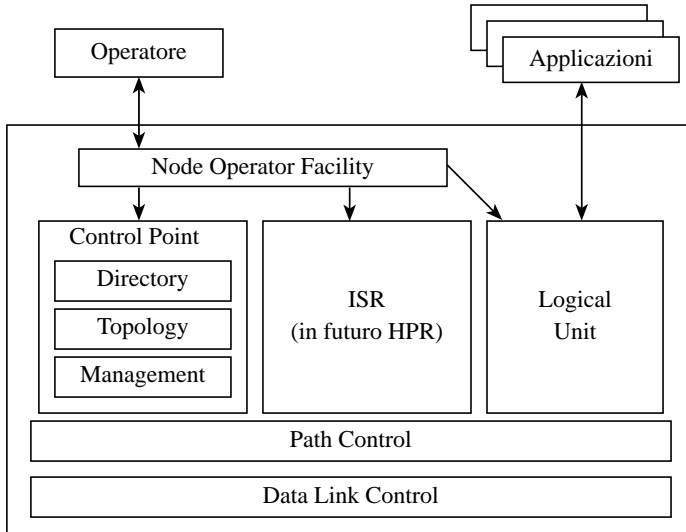 Operatore
Applicazioni
Node Operator Facility
Control Point
Directory
Topology
Management
ISR
(in futuro HPR)
Logical
Unit
Path Control
Data Link Control